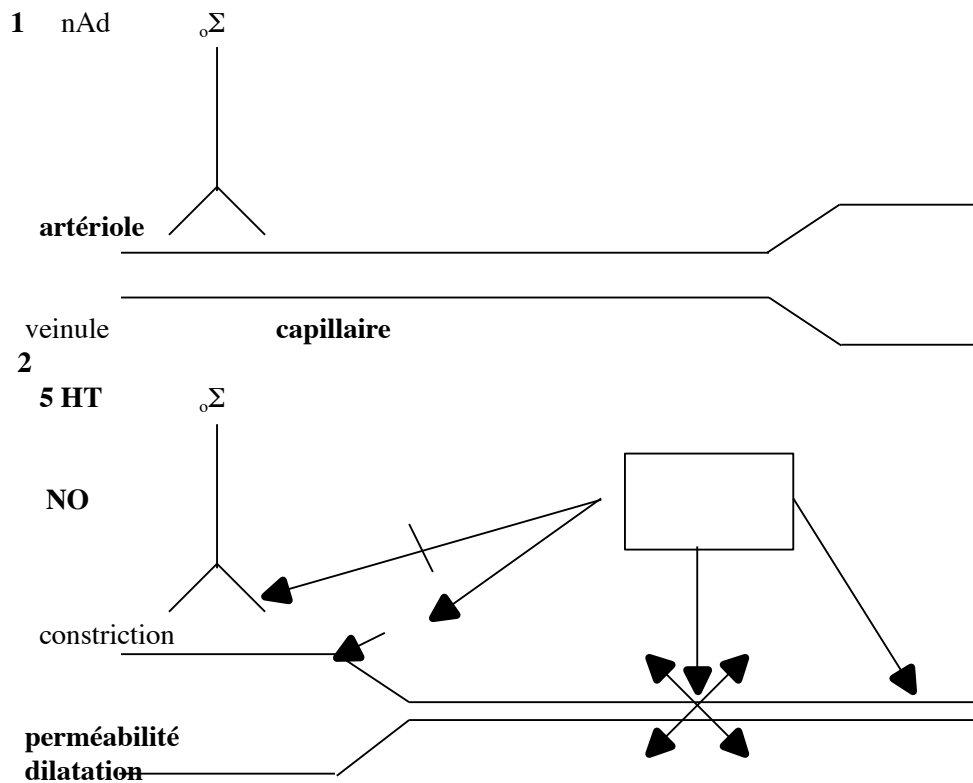 1 nAd oΣ
artériole
veinule capillaire
2
5 HT oΣ
NO
constriction
perméabilité
dilatation